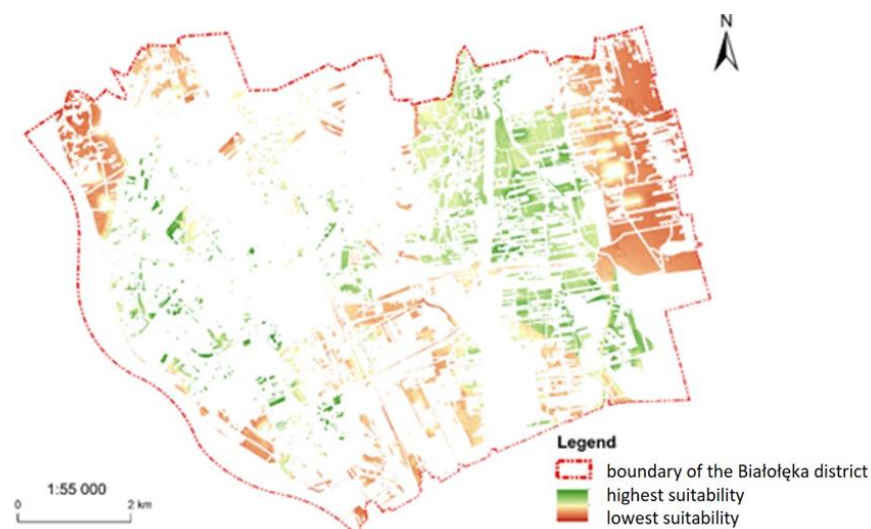 N
Legend
boundary of the Białołęka district
highest suitability
lowest suitability
1:55 000
0 2 km